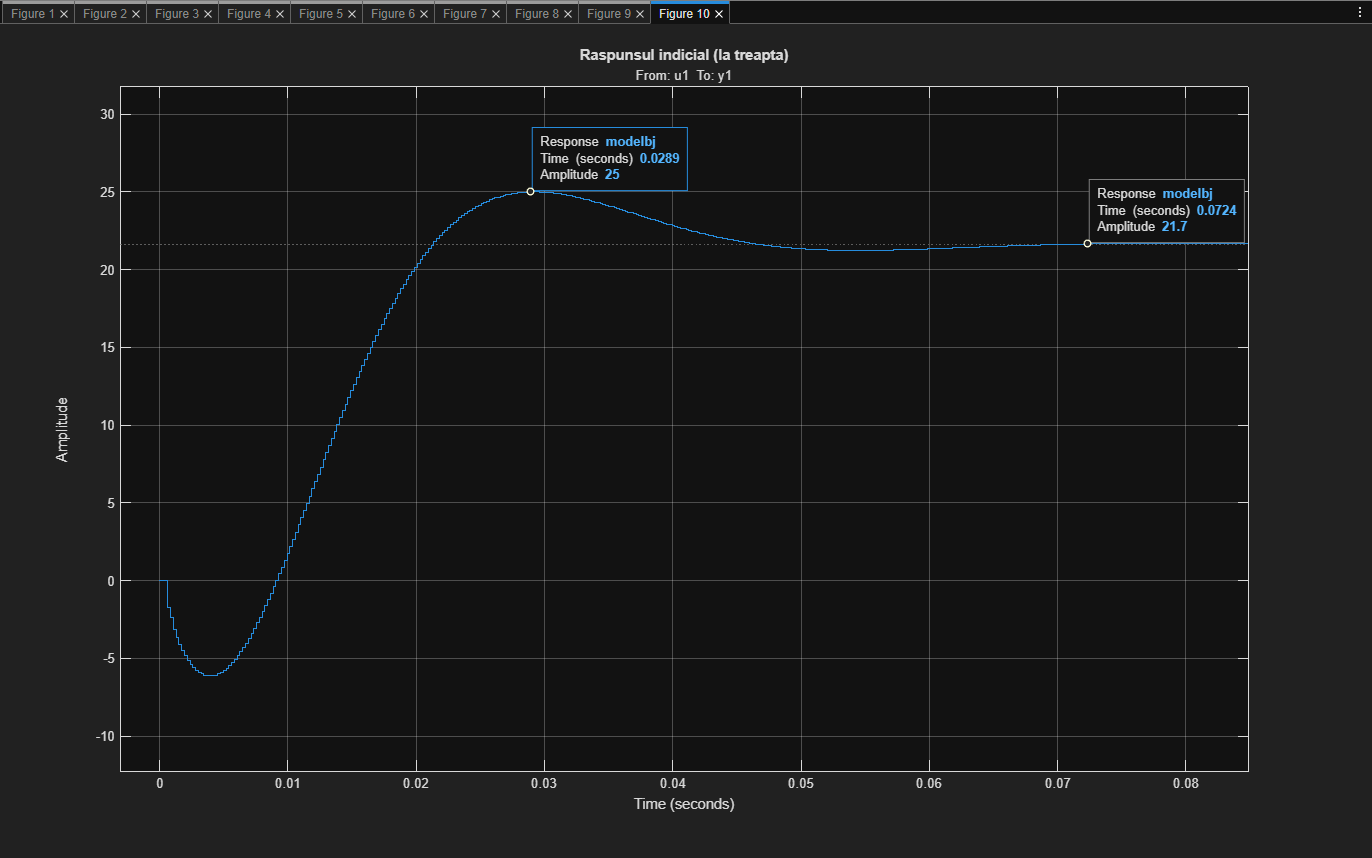 Figure 1 × Figure 2 × Figure 3 × Figure 4 × Figure 5 × Figure 6 × Figure 7 × Figure 8 × Figure 9 × Figure 10 ×
Raspunsul indicial (la treapta)
From: u1 To: y1
30
25
20
15
10
5
0
-5
-10
Amplitude
Response modelbj
Time (seconds) 0.0289
Amplitude 25
Response modelbj
Time (seconds) 0.0724
Amplitude 21.7
0 0.01 0.02 0.03 0.04 0.05 0.06 0.07 0.08
Time (seconds)